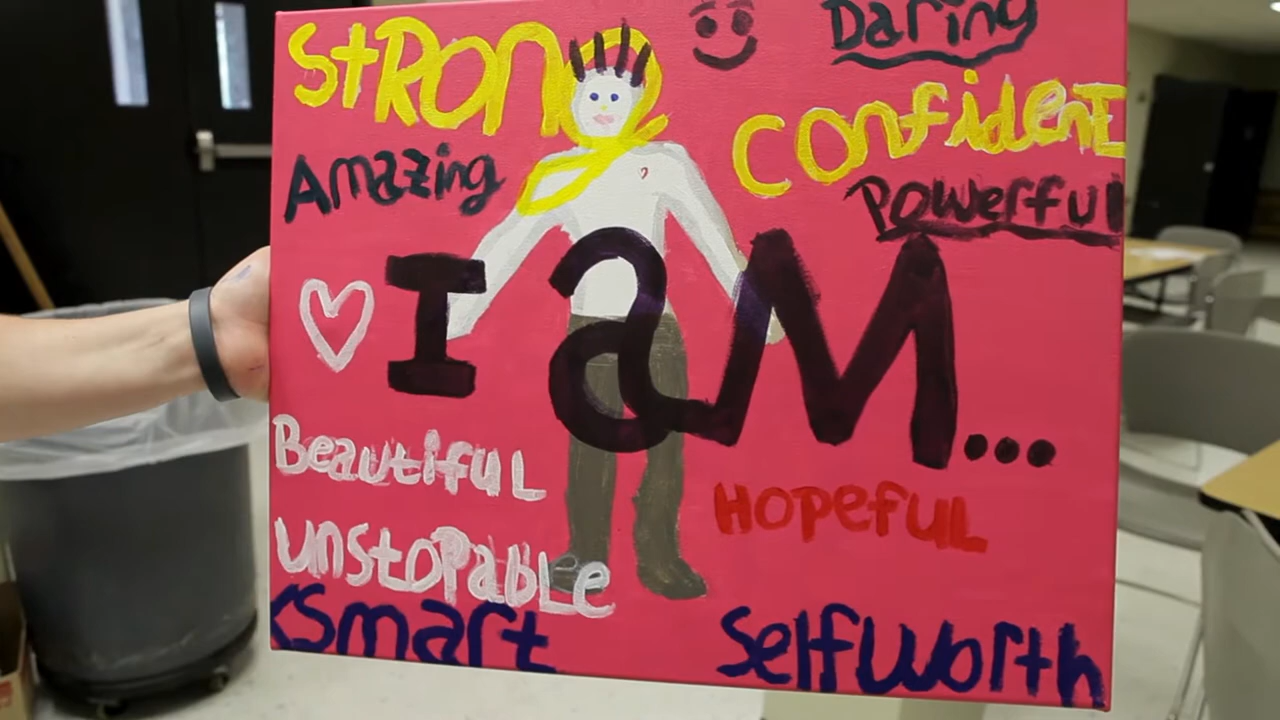 StRong
Daring
confident
Amazing
Powerful
I aM...
BeautifuL
HopefuL
unstoPabLe
Smart
SelfWorth